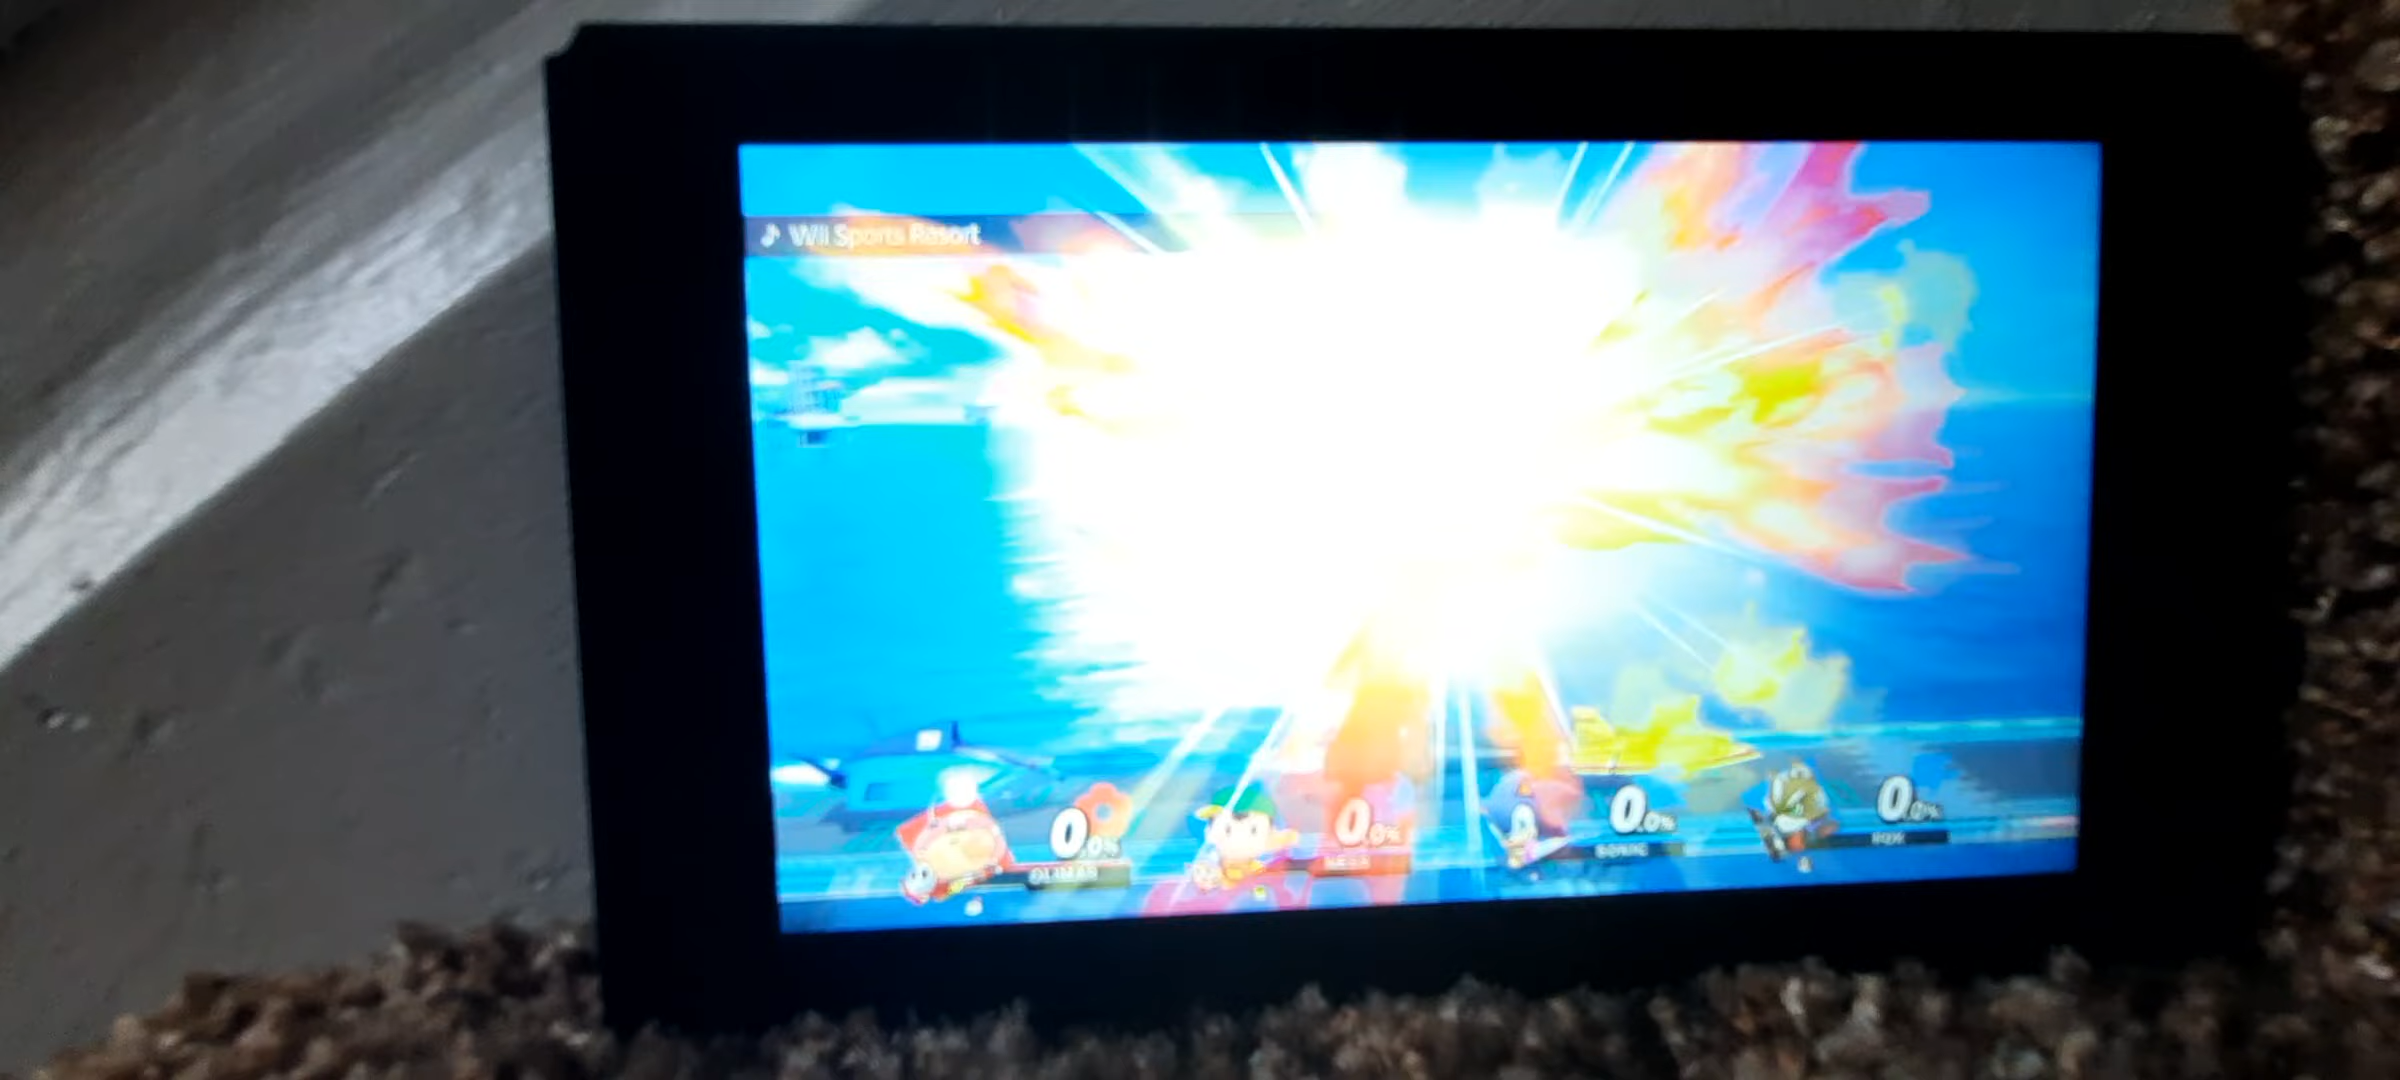 ♪ Wii Sports Resort
0.0% 0.0% 0.0% 0.0%
OLIMAR NESS SONIC FOX